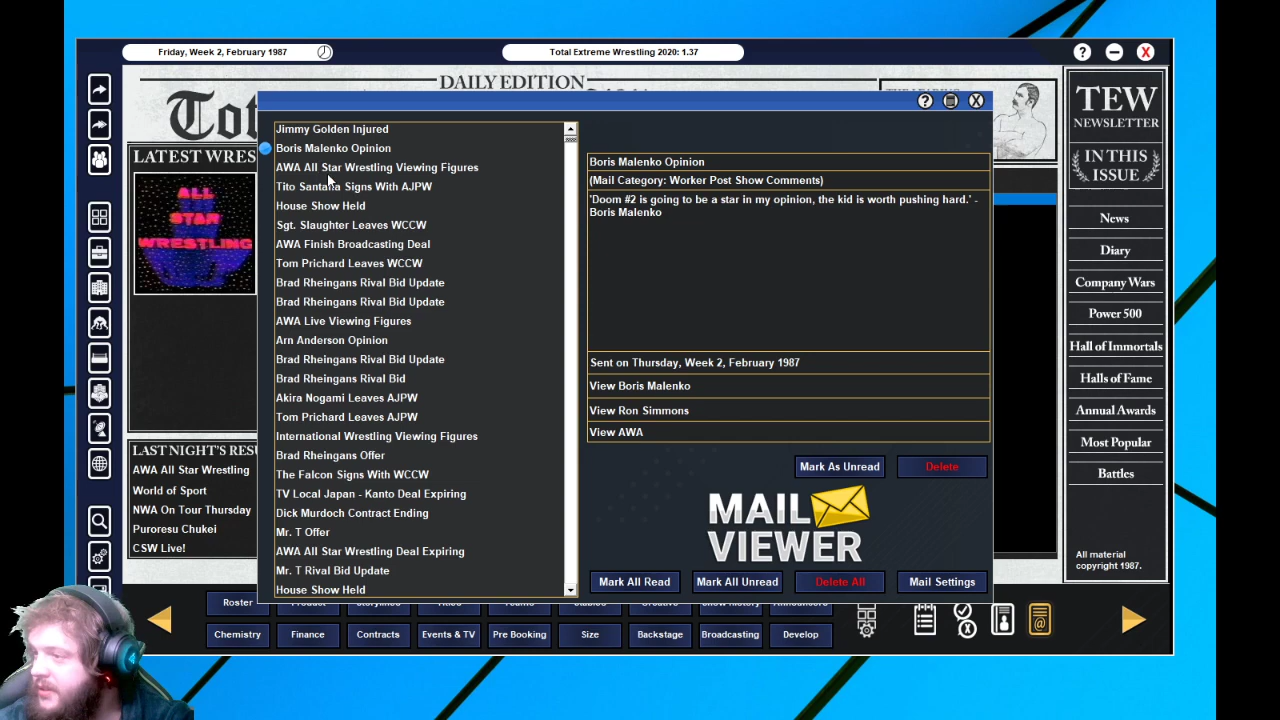 Friday, Week 2, February 1987
Total Extreme Wrestling 2020: 1.37
DAILY EDITION
Tot
LATEST WRES
ALL
STAR
WRESTLING
LAST NIGHT'S RESU
AWA All Star Wrestling
World of Sport
NWA On Tour Thursday
Puroresu Chukei
CSW Live!
Jimmy Golden Injured
Boris Malenko Opinion
AWA All Star Wrestling Viewing Figures
Tito Santana Signs With AJPW
House Show Held
Sgt. Slaughter Leaves WCCW
AWA Finish Broadcasting Deal
Tom Prichard Leaves WCCW
Brad Rheingans Rival Bid Update
Brad Rheingans Rival Bid Update
AWA Live Viewing Figures
Arn Anderson Opinion
Brad Rheingans Rival Bid Update
Brad Rheingans Rival Bid
Akira Nogami Leaves AJPW
Tom Prichard Leaves AJPW
International Wrestling Viewing Figures
Brad Rheingans Offer
The Falcon Signs With WCCW
TV Local Japan - Kanto Deal Expiring
Dick Murdoch Contract Ending
Mr. T Offer
AWA All Star Wrestling Deal Expiring
Mr. T Rival Bid Update
House Show Held
Boris Malenko Opinion
(Mail Category: Worker Post Show Comments)
'Doom #2 is going to be a star in my opinion, the kid is worth pushing hard.' -
Boris Malenko
Sent on Thursday, Week 2, February 1987
View Boris Malenko
View Ron Simmons
View AWA
Mark As Unread
Delete
MAIL
VIEWER
Mark All Read
Mark All Unread
Delete All
Mail Settings
TEW
NEWSLETTER
IN THIS
ISSUE
News
Diary
Company Wars
Power 500
Hall of Immortals
Halls of Fame
Annual Awards
Most Popular
Battles
All material
copyright 1987.
Roster
Chemistry
Finance
Contracts
Events & TV
Pre Booking
Size
Backstage
Broadcasting
Develop